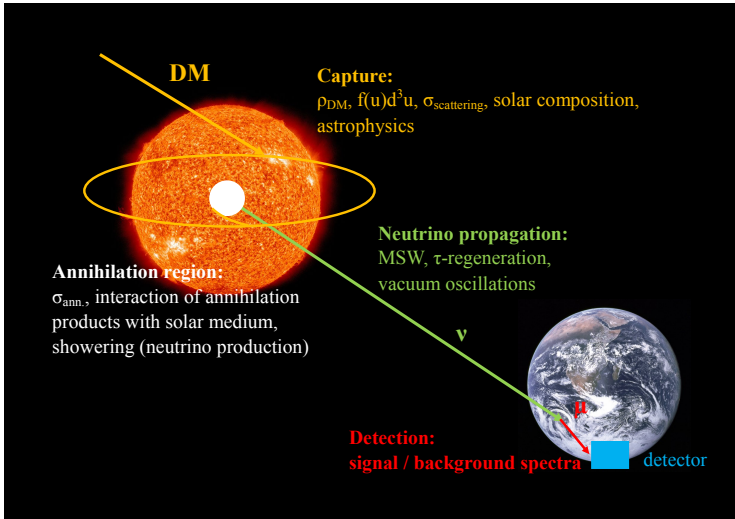 DM
Capture:
ρDM, f(u)d³u, σscattering, solar composition,
astrophysics
Neutrino propagation:
MSW, τ-regeneration,
vacuum oscillations
Annihilation region:
σann., interaction of annihilation
products with solar medium,
showering (neutrino production)
ν
μ
Detection:
signal / background spectra
detector